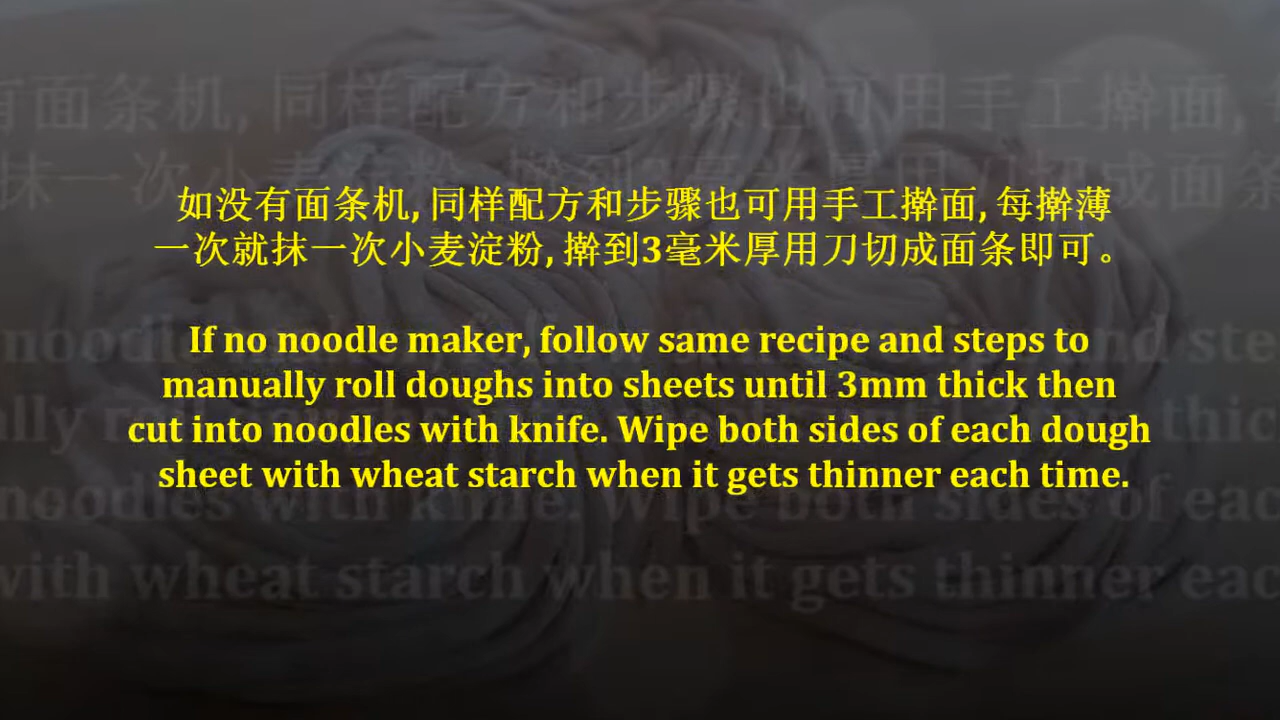 如没有面条机, 同样配方和步骤也可用手工擀面, 每擀薄
一次就抹一次小麦淀粉, 擀到3毫米厚用刀切成面条即可。
If no noodle maker, follow same recipe and steps to
manually roll doughs into sheets until 3mm thick then
cut into noodles with knife. Wipe both sides of each dough
sheet with wheat starch when it gets thinner each time.